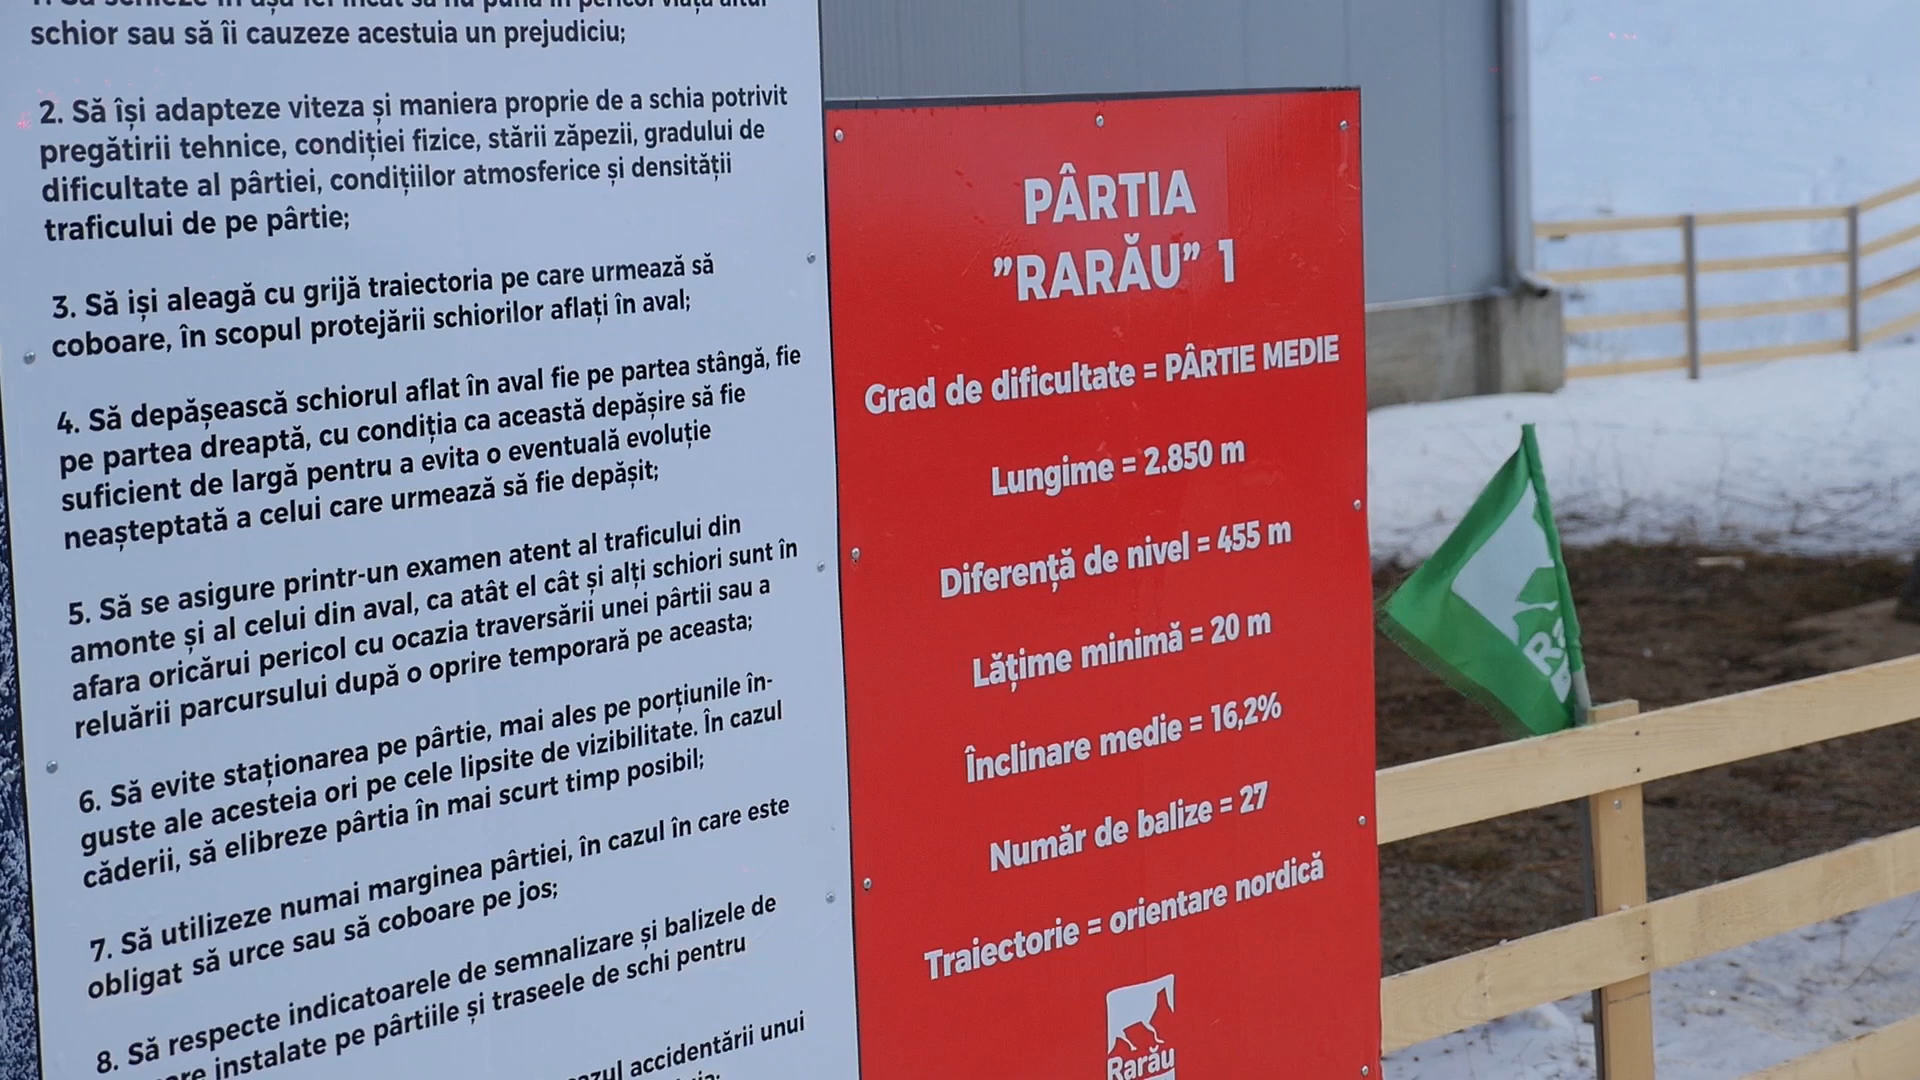 schior sau să îi cauzeze acestuia un prejudiciu;
2. Să își adapteze viteza și maniera proprie de a schia potrivit
pregătirii tehnice, condiției fizice, stării zăpezii, gradului de
dificultate al pârtiei, condițiilor atmosferice și densității
traficului de pe pârtie;
3. Să iși aleagă cu grijă traiectoria pe care urmează să
coboare, în scopul protejării schiorilor aflați în aval;
4. Să depășească schiorul aflat în aval fie pe partea stângă, fie
pe partea dreaptă, cu condiția ca această depășire să fie
suficient de largă pentru a evita o eventuală evoluție
neașteptată a celui care urmează să fie depășit;
5. Să se asigure printr-un examen atent al traficului din
amonte și al celui din aval, ca atât el cât și alți schiori sunt în
afara oricărui pericol cu ocazia traversării unei pârtii sau a
reluării parcursului după o oprire temporară pe aceasta;
6. Să evite staționarea pe pârtie, mai ales pe porțiunile în-
guste ale acesteia ori pe cele lipsite de vizibilitate. În cazul
căderii, să elibreze pârtia în mai scurt timp posibil;
7. Să utilizeze numai marginea pârtiei, în cazul în care este
obligat să urce sau să coboare pe jos;
8. Să respecte indicatoarele de semnalizare și balizele de
instalate pe pârtiile și traseele de schi pentru
accidentării unui
PÂRTIA
"RARĂU" 1
Grad de dificultate = PÂRTIE MEDIE
Lungime = 2.850 m
Diferență de nivel = 455 m
Lățime minimă = 20 m
Înclinare medie = 16,2%
Număr de balize = 27
Traiectorie = orientare nordică
Rarău